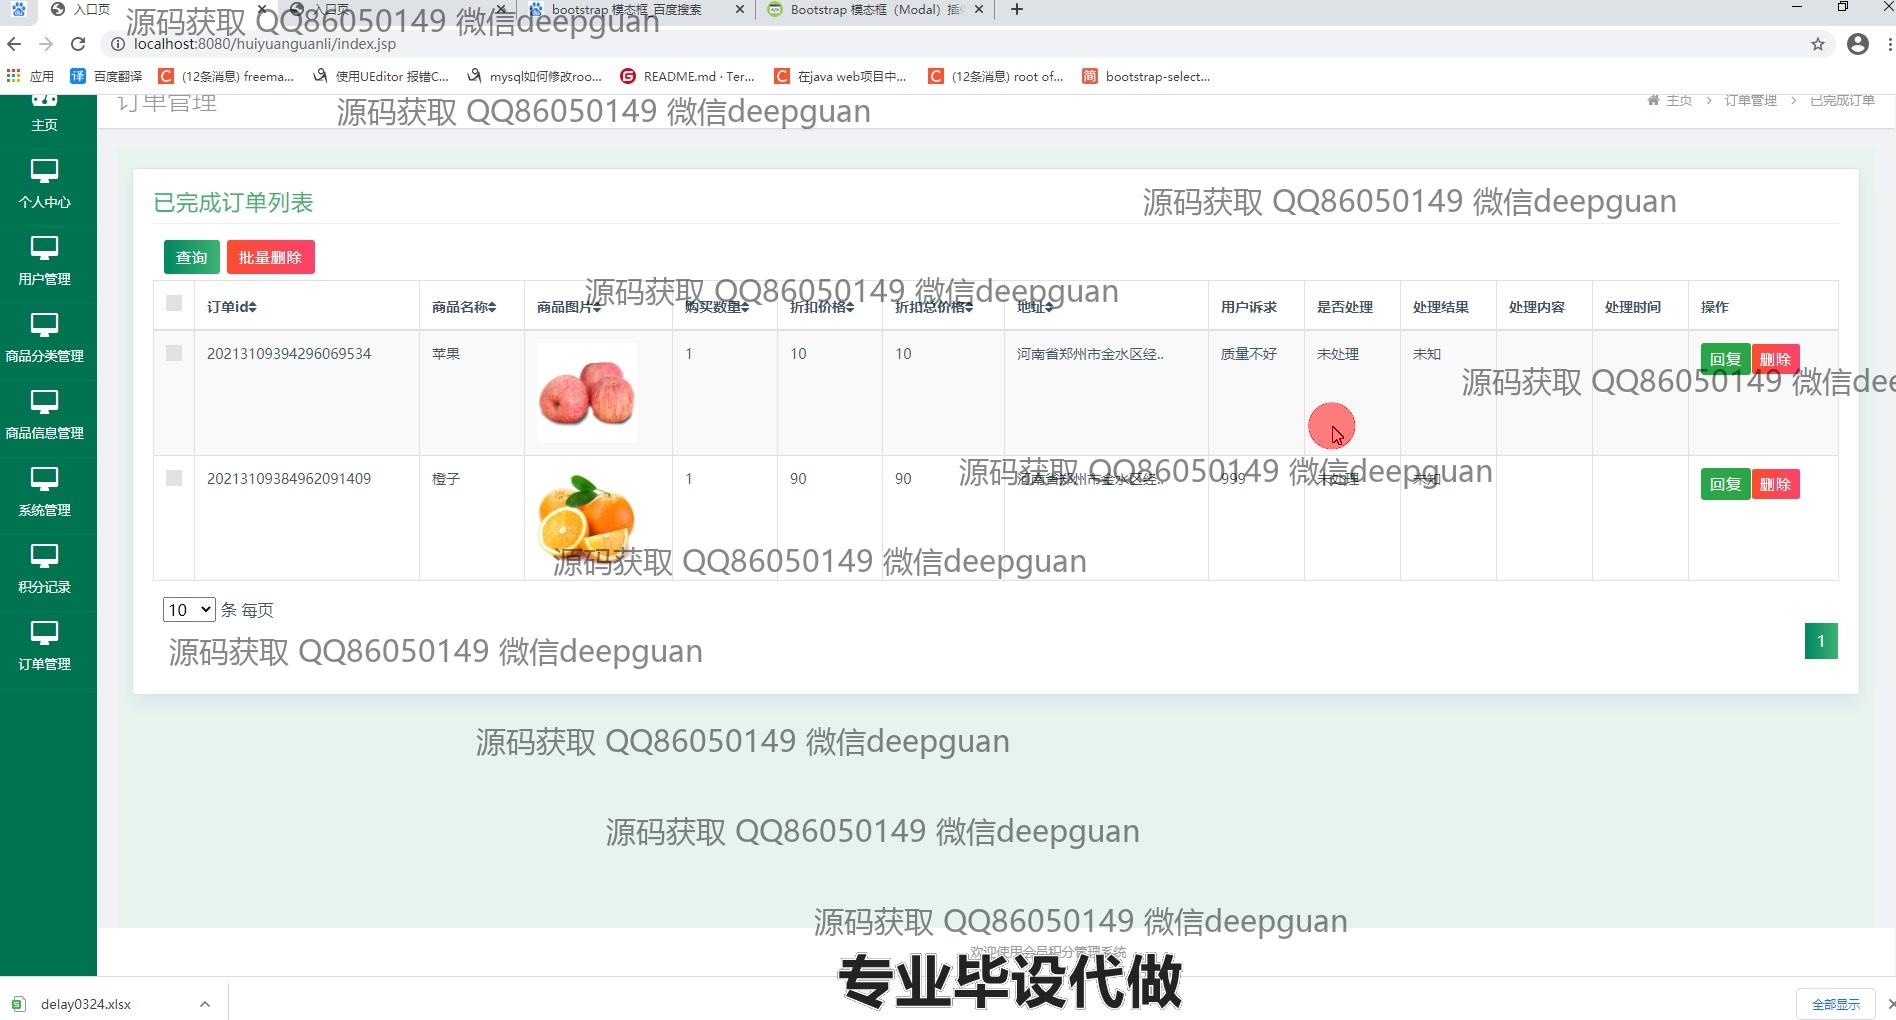 入口页
入口页
bootstrap 模态框_百度搜索
Bootstrap 模态框（Modal）插件
源码获取 QQ86050149 微信deepguan
localhost:8080/huiyuanguanli/index.jsp
应用
百度翻译
(12条消息) freema...
使用UEditor 报错C...
mysql如何修改roo...
README.md · Ter...
在java web项目中...
(12条消息) root of...
bootstrap-select...
订单管理
源码获取 QQ86050149 微信deepguan
主页 > 订单管理 > 已完成订单
主页
个人中心
用户管理
商品分类管理
商品信息管理
系统管理
积分记录
订单管理
已完成订单列表
源码获取 QQ86050149 微信deepguan
查询 批量删除
源码获取 QQ86050149 微信deepguan
订单id 商品名称 商品图片 购买数量 折扣价格 折扣总价格 地址 用户诉求 是否处理 处理结果 处理内容 处理时间 操作
20213109394296069534 苹果 1 10 10 河南省郑州市金水区经.. 质量不好 未处理 未知 回复 删除
源码获取 QQ86050149 微信dee
20213109384962091409 橙子 1 90 90 河南省郑州市金水区经.. 999 未处理 未知 回复 删除
源码获取 QQ86050149 微信deepguan
源码获取 QQ86050149 微信deepguan
10 条 每页
1
源码获取 QQ86050149 微信deepguan
源码获取 QQ86050149 微信deepguan
源码获取 QQ86050149 微信deepguan
源码获取 QQ86050149 微信deepguan
欢迎使用会员积分管理系统
专业毕设代做
delay0324.xlsx
全部显示